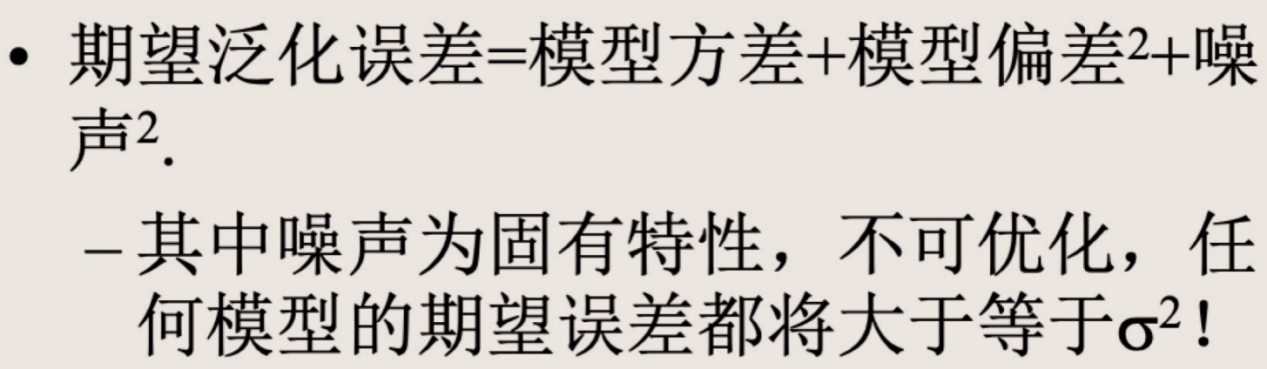 • 期望泛化误差=模型方差+模型偏差²+噪
声².
– 其中噪声为固有特性，不可优化，任
何模型的期望误差都将大于等于σ²！